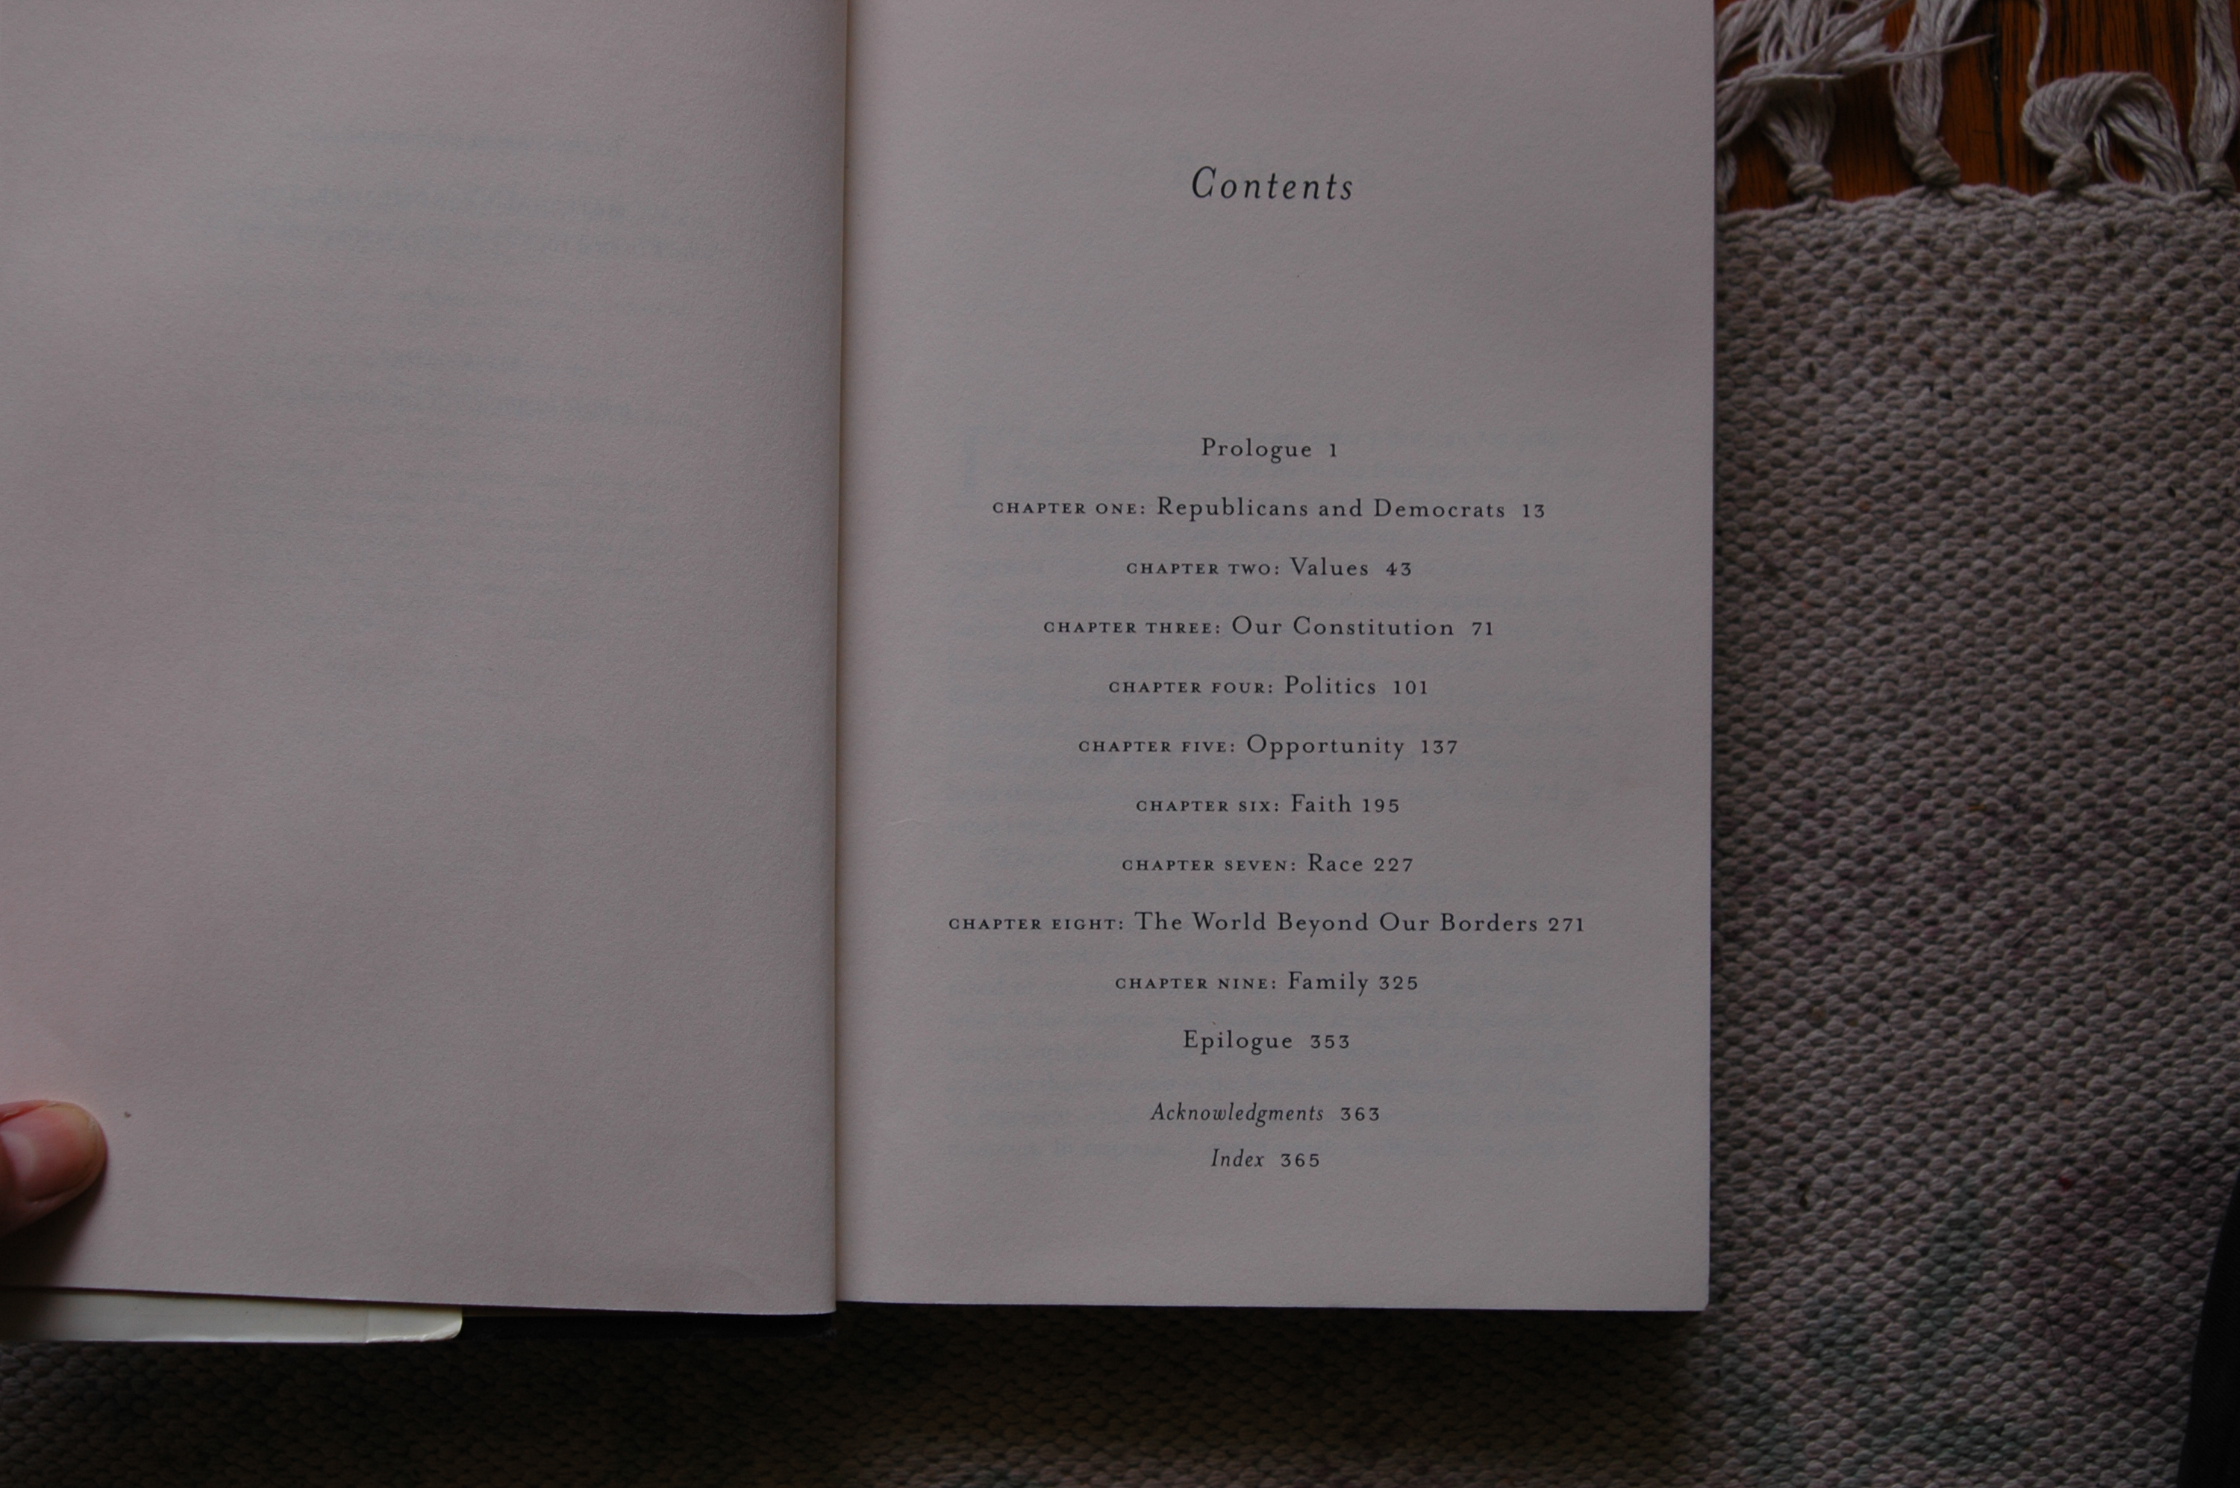 Contents
Prologue 1
CHAPTER ONE: Republicans and Democrats 13
CHAPTER TWO: Values 43
CHAPTER THREE: Our Constitution 71
CHAPTER FOUR: Politics 101
CHAPTER FIVE: Opportunity 137
CHAPTER SIX: Faith 195
CHAPTER SEVEN: Race 227
CHAPTER EIGHT: The World Beyond Our Borders 271
CHAPTER NINE: Family 325
Epilogue 353
Acknowledgments 363
Index 365